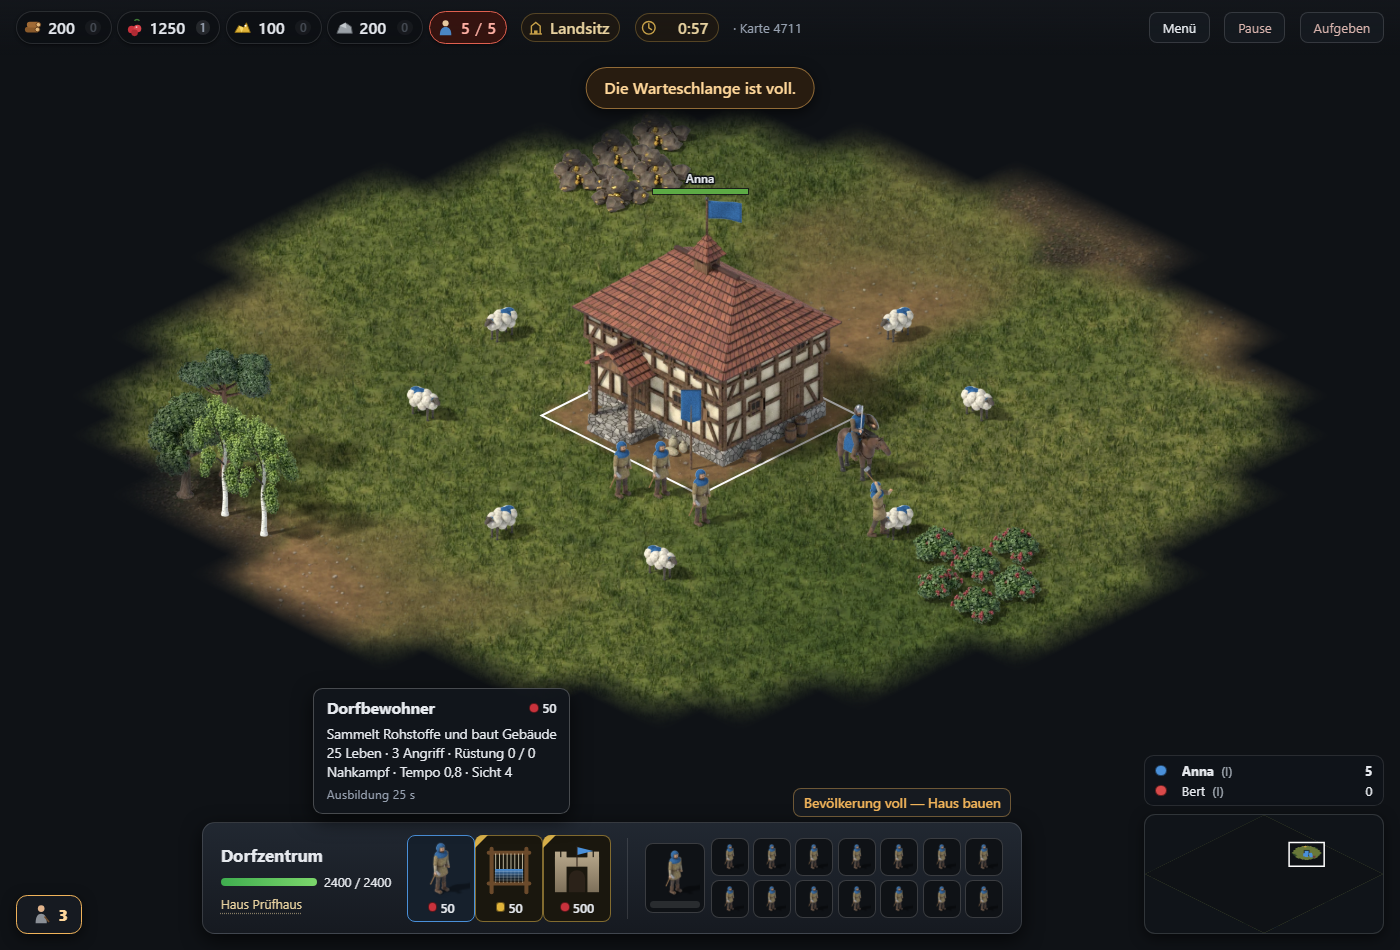 200 0 1250 1 100 0 200 0 5 / 5 Landsitz 0:57 · Karte 4711 Menü Pause Aufgeben
Die Warteschlange ist voll.
Anna
Dorfbewohner 50
Sammelt Rohstoffe und baut Gebäude
25 Leben · 3 Angriff · Rüstung 0 / 0
Nahkampf · Tempo 0,8 · Sicht 4
Ausbildung 25 s
Bevölkerung voll — Haus bauen
Dorfzentrum
2400 / 2400
Haus Prüfhaus
50 50 500
3
Anna (I) 5
Bert (I) 0